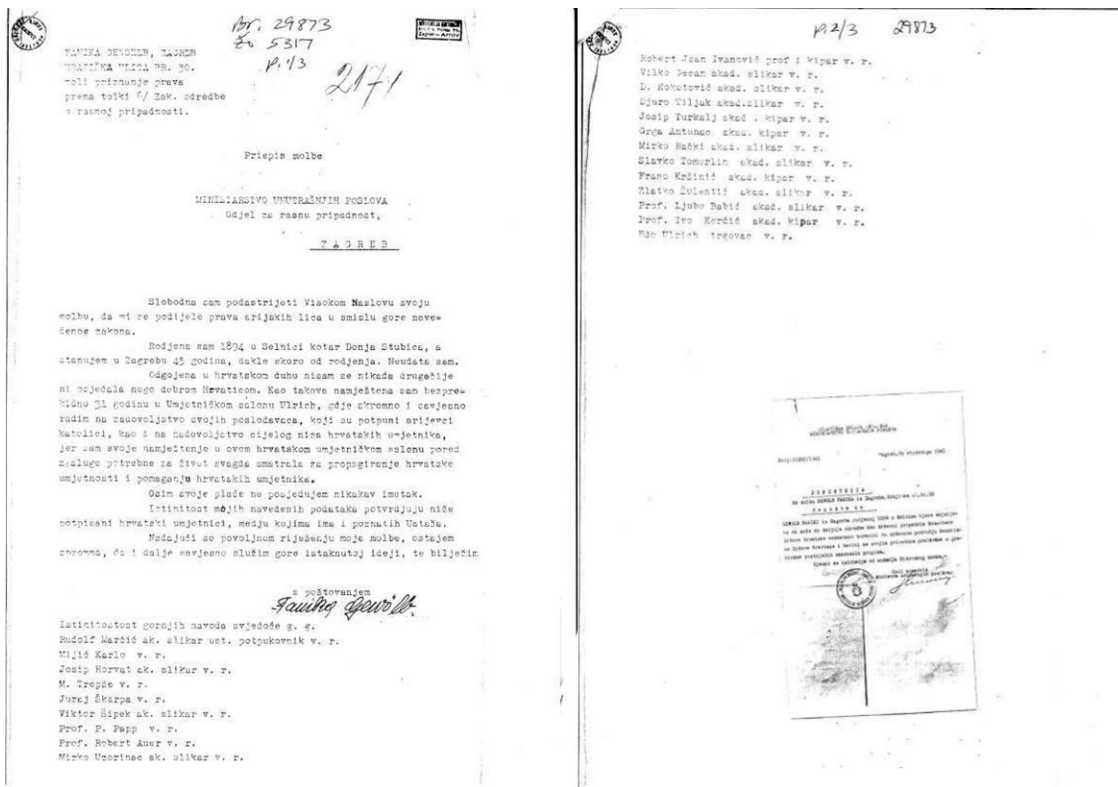 Br. 29873
Žo 5317
p. 1/3
2171
ZAGREB
BR. 30.
moli priznanje prava
prema točki 6/ Zak. odredbe
o rasnoj pripadnosti.
Priepis molbe
MINISTARSTVO UNUTRAŠNJIH POSLOVA
Odjel za rasnu pripadnost,
ZAGREB
Slobodna sam podastrijeti Visokom Naslovu svoju
molbu, da mi se podijele prava arijskih lica u smislu gore nave-
denog zakona.
Rodjena sam 1894 u Selnici kotar Donja Stubica, a
stanujem u Zagrebu 45 godina, dakle skoro od rodjenja. Neudata sam.
Odgojena u hrvatskom duhu nisam se nikada drugačije
ni osjećala nego dobrom Hrvaticom. Kao takova namještena sam bezpre-
kidno 31 godinu u Umjetničkom salonu Ulrich, gdje skromno i savjesno
radim na zadovoljstvo svojih poslodavaca, koji su potpuni arijevci
katolici, kao i na zadovoljstvo cijelog niza hrvatskih umjetnika,
jer sam svoje namještenje u ovom hrvatskom umjetničkom salonu pored
zasluge potrebne za život svagda smatrala za propagiranje hrvatske
umjetnosti i pomaganju hrvatskih umjetnika.
Osim svoje plaće ne posjedujem nikakav imetak.
Istinitost mojih navedenih podataka potvrdjuju niže
potpisani hrvatski umjetnici, medju kojima ima i poznatih Ustaša.
Nadajući se povoljnom riješenju moje molbe, ostajem
spremna, da i dalje savjesno služim gore istaknutoj ideji, te bilježim
s poštovanjem
Fanika Gewölb.
Istinitostost gornjih navoda svjedoče g. g.
Rudolf Marčić ak. slikar ust. potpukovnik v. r.
Mijić Karlo v. r.
Josip Horvat ak. slikar v. r.
M. Trepše v. r.
Juraj Škarpa v. r.
Viktor Šipek ak. slikar v. r.
Prof. P. Papp v. r.
Prof. Robert Auer v. r.
Mirko Uzorinac ak. slikar v. r.
p. 2/3 29873
Robert Jean Ivanović prof i kipar v. r.
Vilko Gecan akad. slikar v. r.
D. Kokotović akad. slikar v. r.
Djuro Tiljak akad.slikar v. r.
Josip Turkalj akad . kipar v. r.
Grga Antunac akad. kipar v. r.
Mirko Rački akad. slikar v. r.
Slavko Tomerlin akad. slikar v. r.
Frano Kršinić akad. kipar v. r.
Zlatko Šulentić akad. slikar v. r.
Prof. Ljubo Babić akad. slikar v. r.
Prof. Ivo Kerdić akad. kipar v. r.
Edo Ulrich trgovac v. r.
DOPUSTNICA